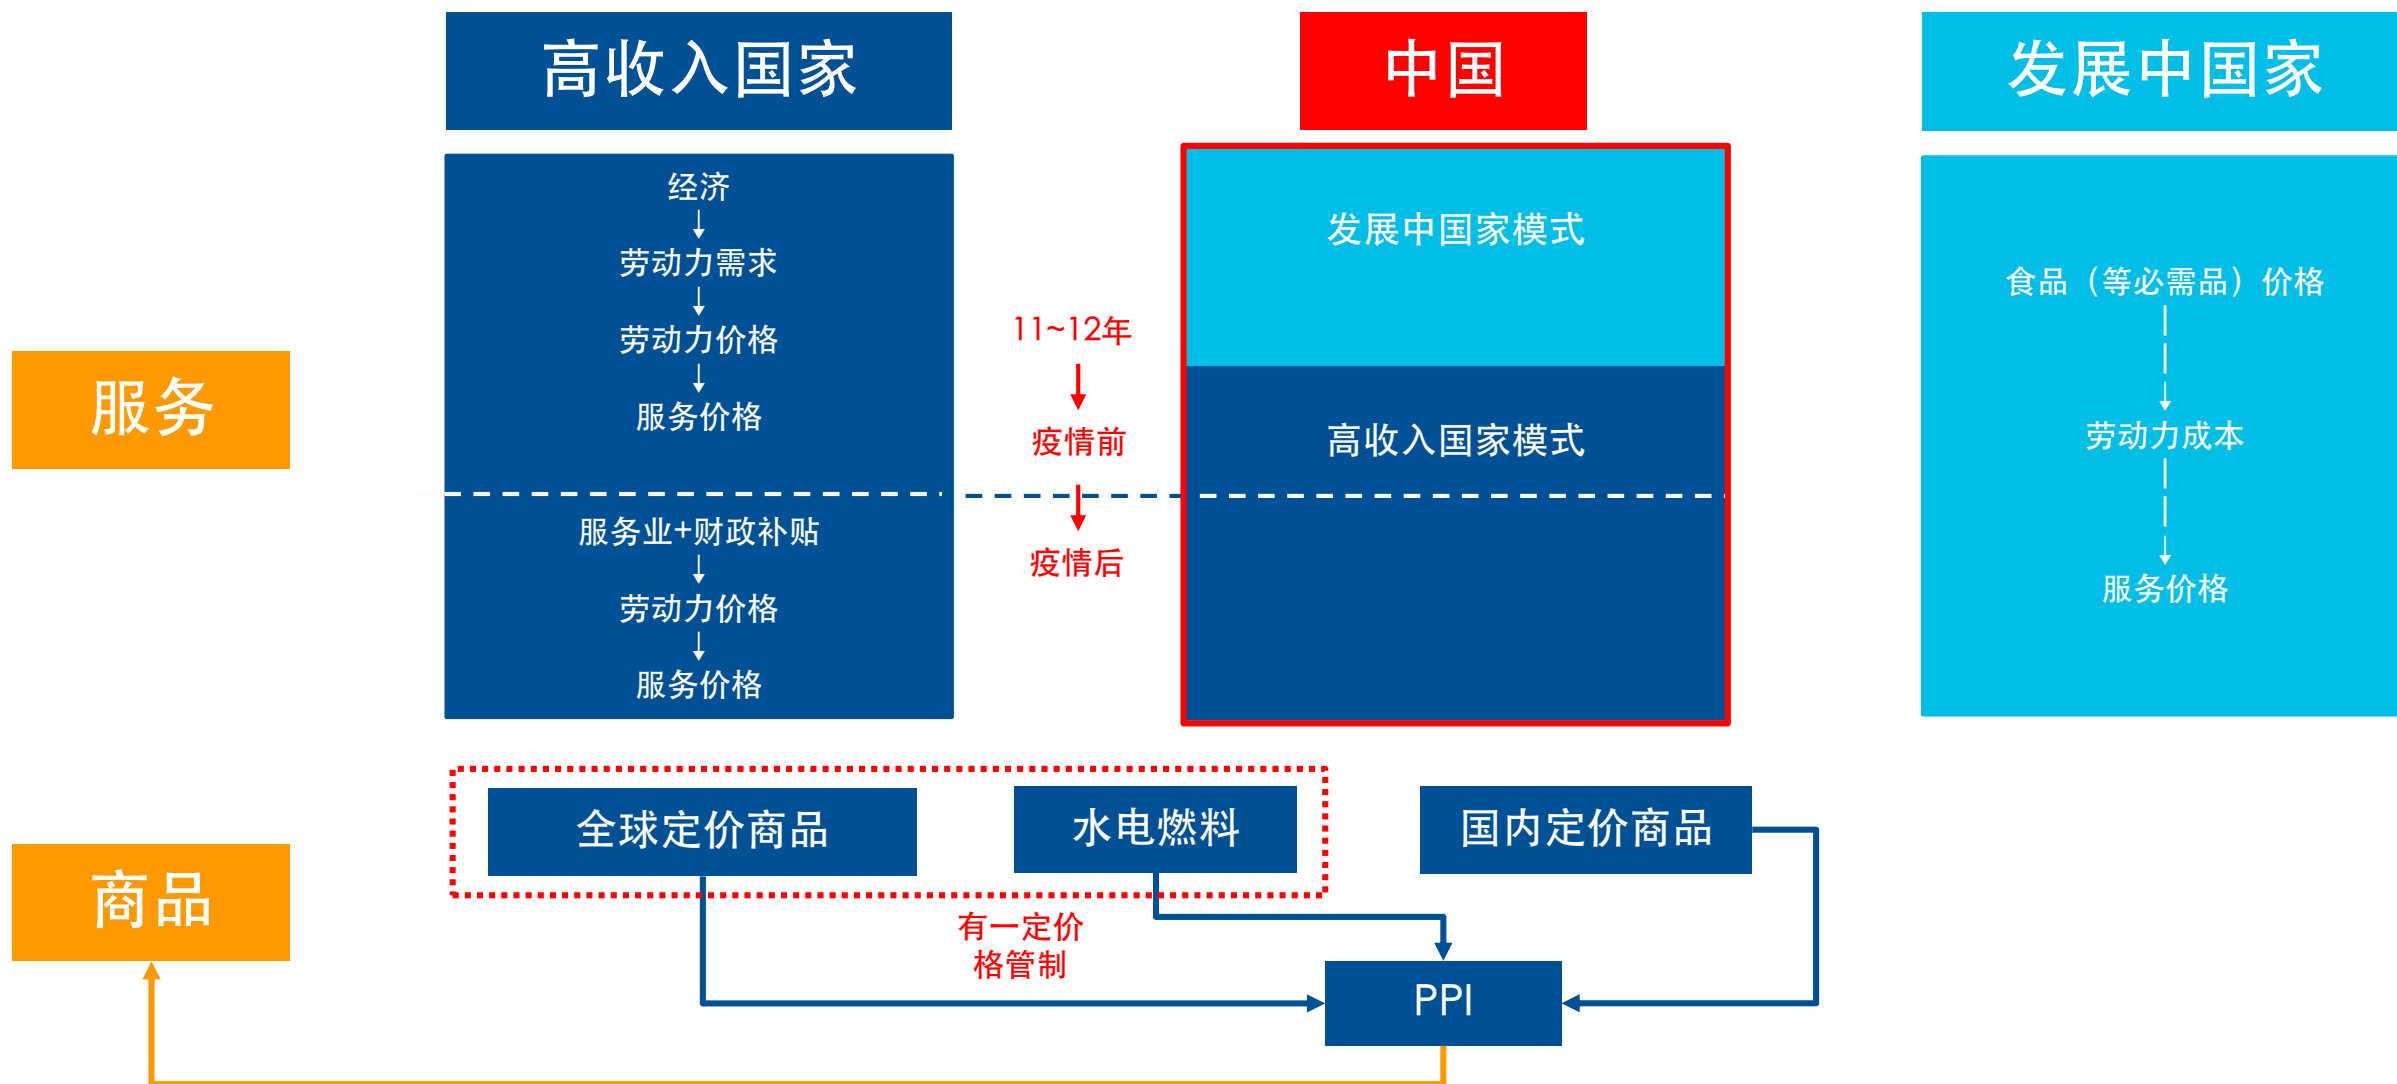 高收入国家
中国
发展中国家
服务
经济
劳动力需求
劳动力价格
服务价格
服务业+财政补贴
劳动力价格
服务价格
11~12年
疫情前
疫情后
发展中国家模式
高收入国家模式
食品（等必需品）价格
劳动力成本
服务价格
商品
全球定价商品
水电燃料
国内定价商品
有一定价
格管制
PPI